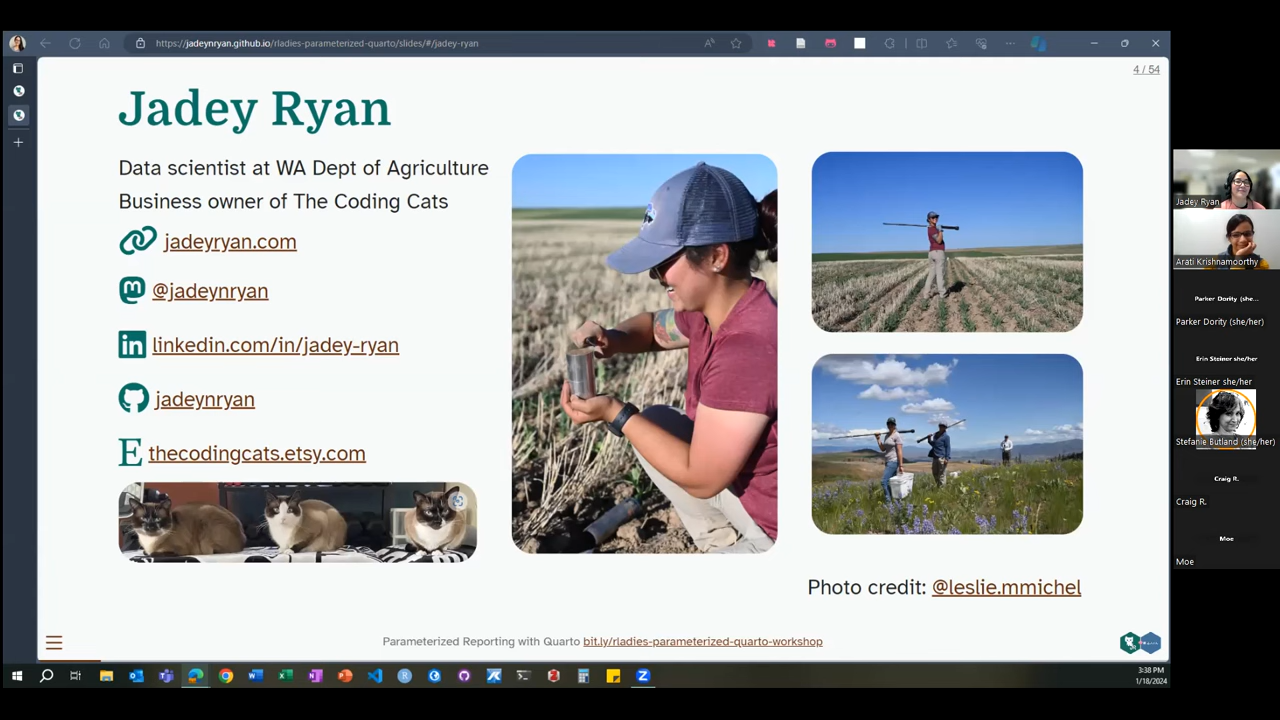 https://jadeynryan.github.io/rladies-parameterized-quarto/slides/#/jadey-ryan
4 / 54
Jadey Ryan
Data scientist at WA Dept of Agriculture
Business owner of The Coding Cats
jadeyryan.com
@jadeynryan
linkedin.com/in/jadey-ryan
jadeynryan
thecodingcats.etsy.com
Photo credit: @leslie.mmichel
Parameterized Reporting with Quarto bit.ly/rladies-parameterized-quarto-workshop
3:38 PM
1/18/2024
Jadey Ryan
Arati Krishnamoorthy
Parker Dority (she...
Parker Dority (she/her)
Erin Steiner she/her
Erin Steiner she/her
Stefanie Butland (she/her)
Craig R.
Craig R.
Moe
Moe